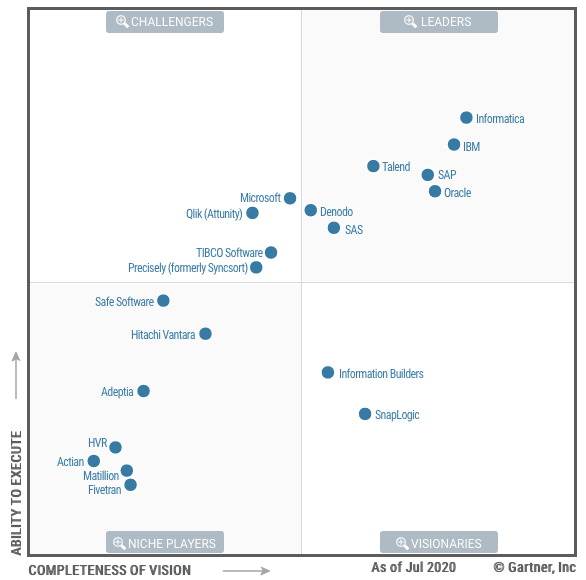 CHALLENGERS
LEADERS
Informatica
IBM
Talend
SAP
Oracle
Microsoft
Qlik (Attunity)
Denodo
SAS
TIBCO Software
Precisely (formerly Syncsort)
Safe Software
Hitachi Vantara
Information Builders
Adeptia
SnapLogic
HVR
Actian
Matillion
Fivetran
ABILITY TO EXECUTE
NICHE PLAYERS
VISIONARIES
COMPLETENESS OF VISION
As of Jul 2020
© Gartner, Inc